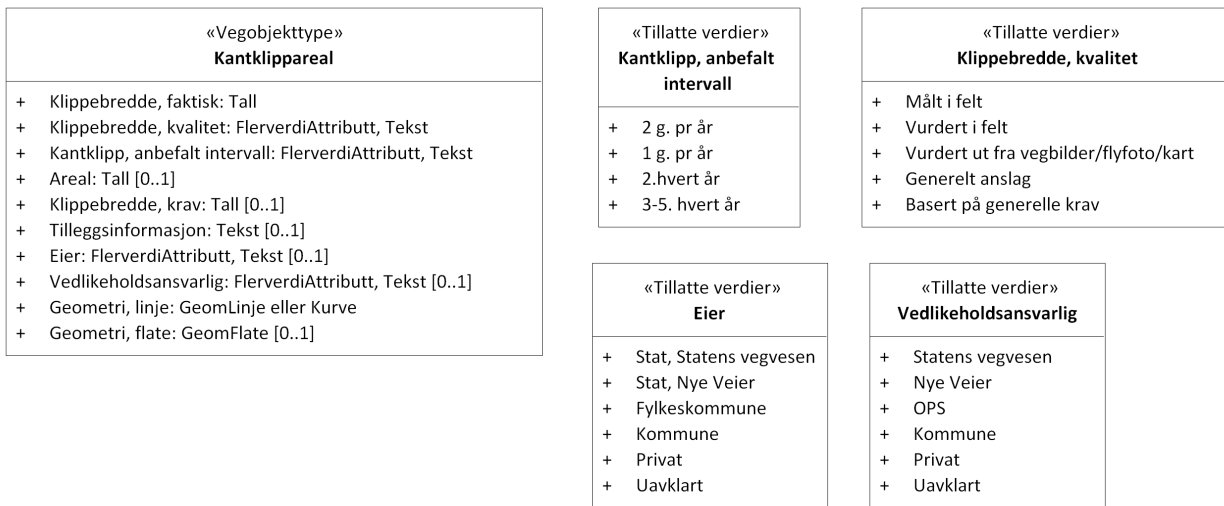 «Vegobjekttype»
Kantklippareal
+ Klippebredde, faktisk: Tall
+ Klippebredde, kvalitet: FlerverdiAttributt, Tekst
+ Kantklipp, anbefalt intervall: FlerverdiAttributt, Tekst
+ Areal: Tall [0..1]
+ Klippebredde, krav: Tall [0..1]
+ Tilleggsinformasjon: Tekst [0..1]
+ Eier: FlerverdiAttributt, Tekst [0..1]
+ Vedlikeholdsansvarlig: FlerverdiAttributt, Tekst [0..1]
+ Geometri, linje: GeomLinje eller Kurve
+ Geometri, flate: GeomFlate [0..1]
«Tillatte verdier»
Kantklipp, anbefalt
intervall
+ 2 g. pr år
+ 1 g. pr år
+ 2.hvert år
+ 3-5. hvert år
«Tillatte verdier»
Klippebredde, kvalitet
+ Målt i felt
+ Vurdert i felt
+ Vurdert ut fra vegbilder/flyfoto/kart
+ Generelt anslag
+ Basert på generelle krav
«Tillatte verdier»
Eier
+ Stat, Statens vegvesen
+ Stat, Nye Veier
+ Fylkeskommune
+ Kommune
+ Privat
+ Uavklart
«Tillatte verdier»
Vedlikeholdsansvarlig
+ Statens vegvesen
+ Nye Veier
+ OPS
+ Kommune
+ Privat
+ Uavklart